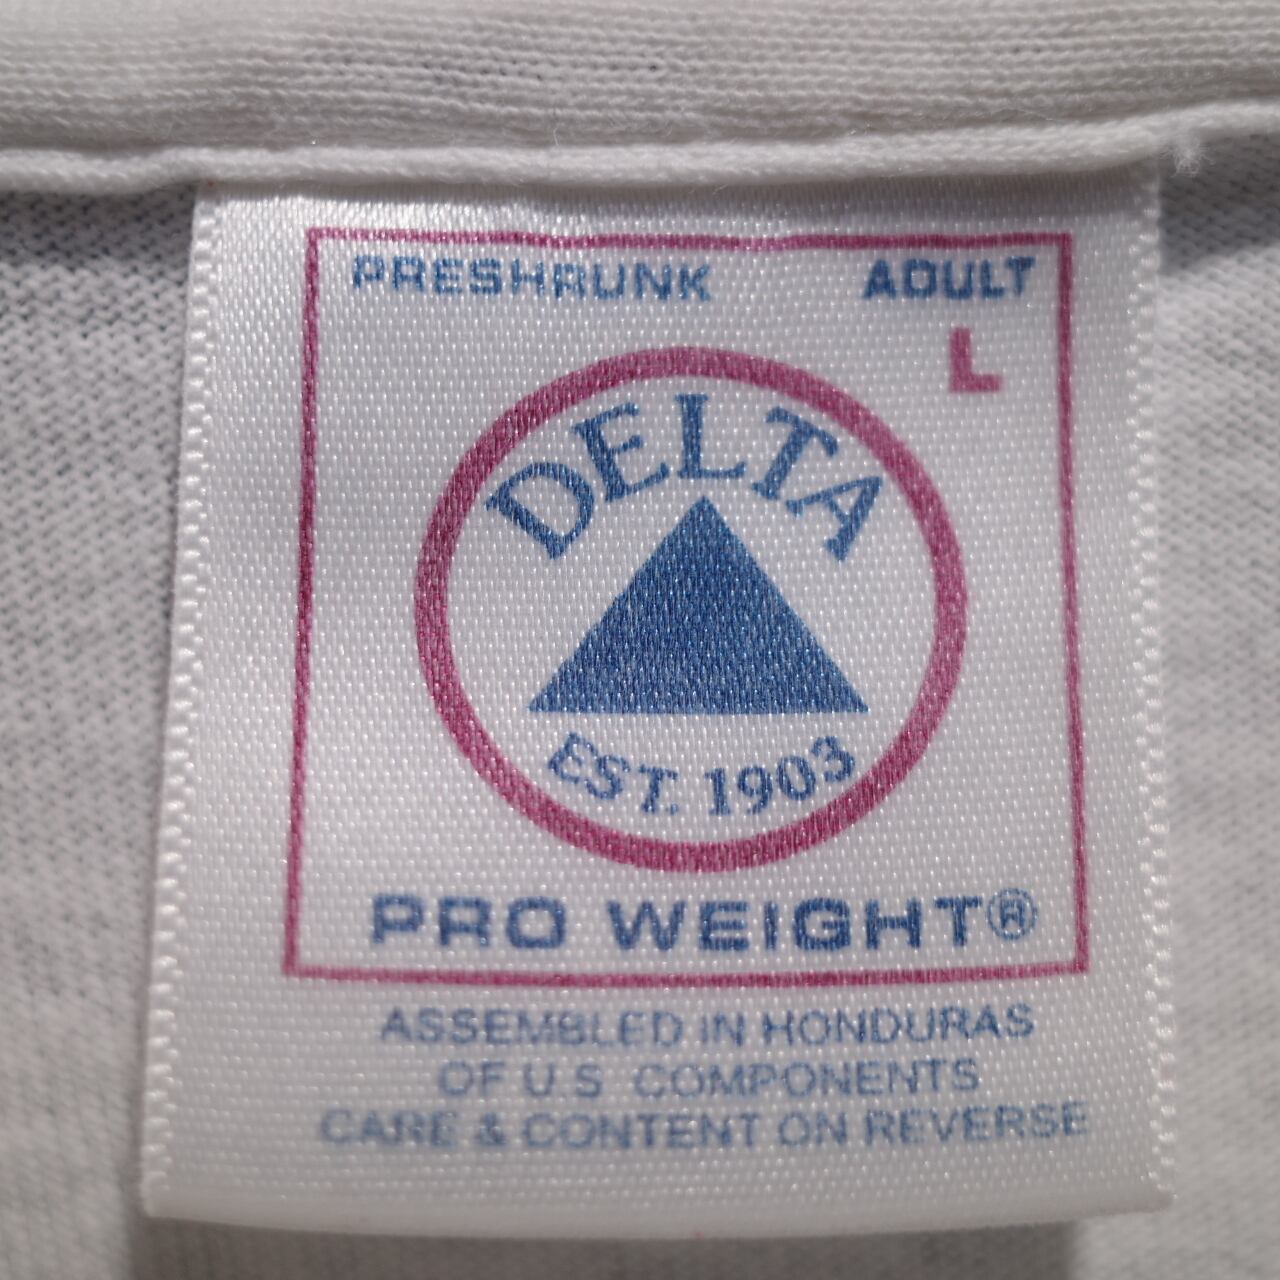 PRESHRUNK ADULT
L
DELTA
EST. 1903
PRO WEIGHT®
ASSEMBLED IN HONDURAS
OF U.S COMPONENTS
CARE & CONTENT ON REVERSE